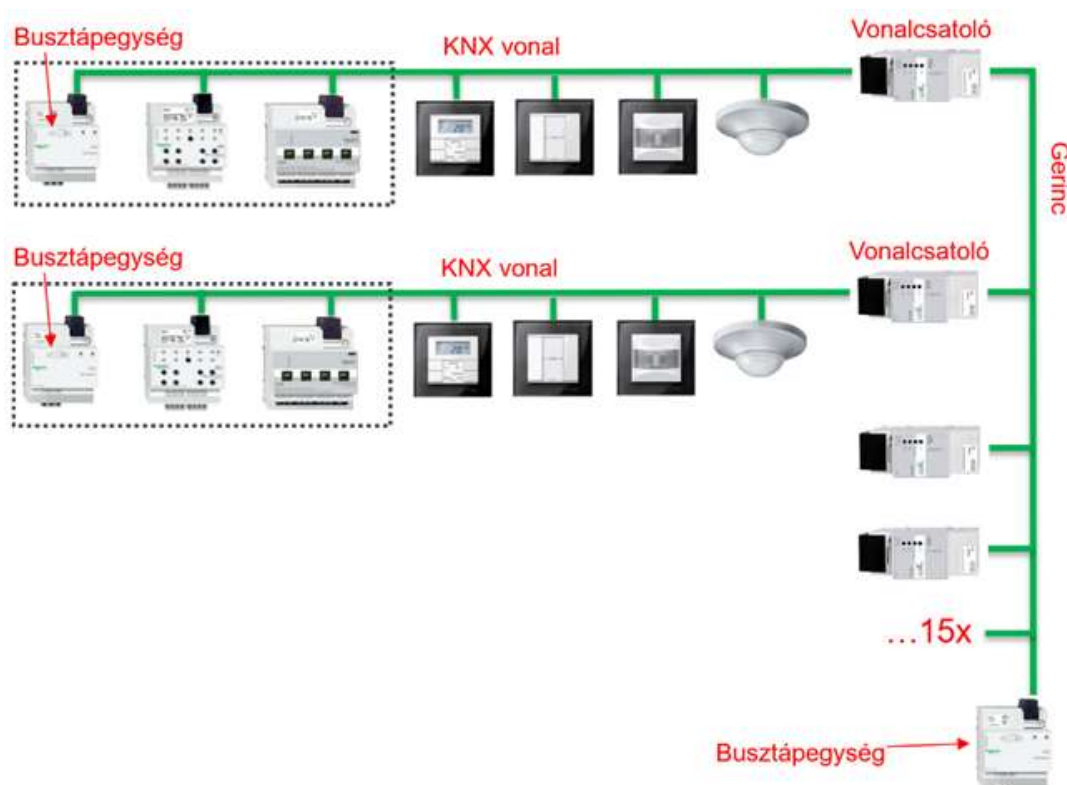 Busztápegység
KNX vonal
Vonalcsatoló
Gerinc
Busztápegység
KNX vonal
Vonalcsatoló
...15x
Busztápegység